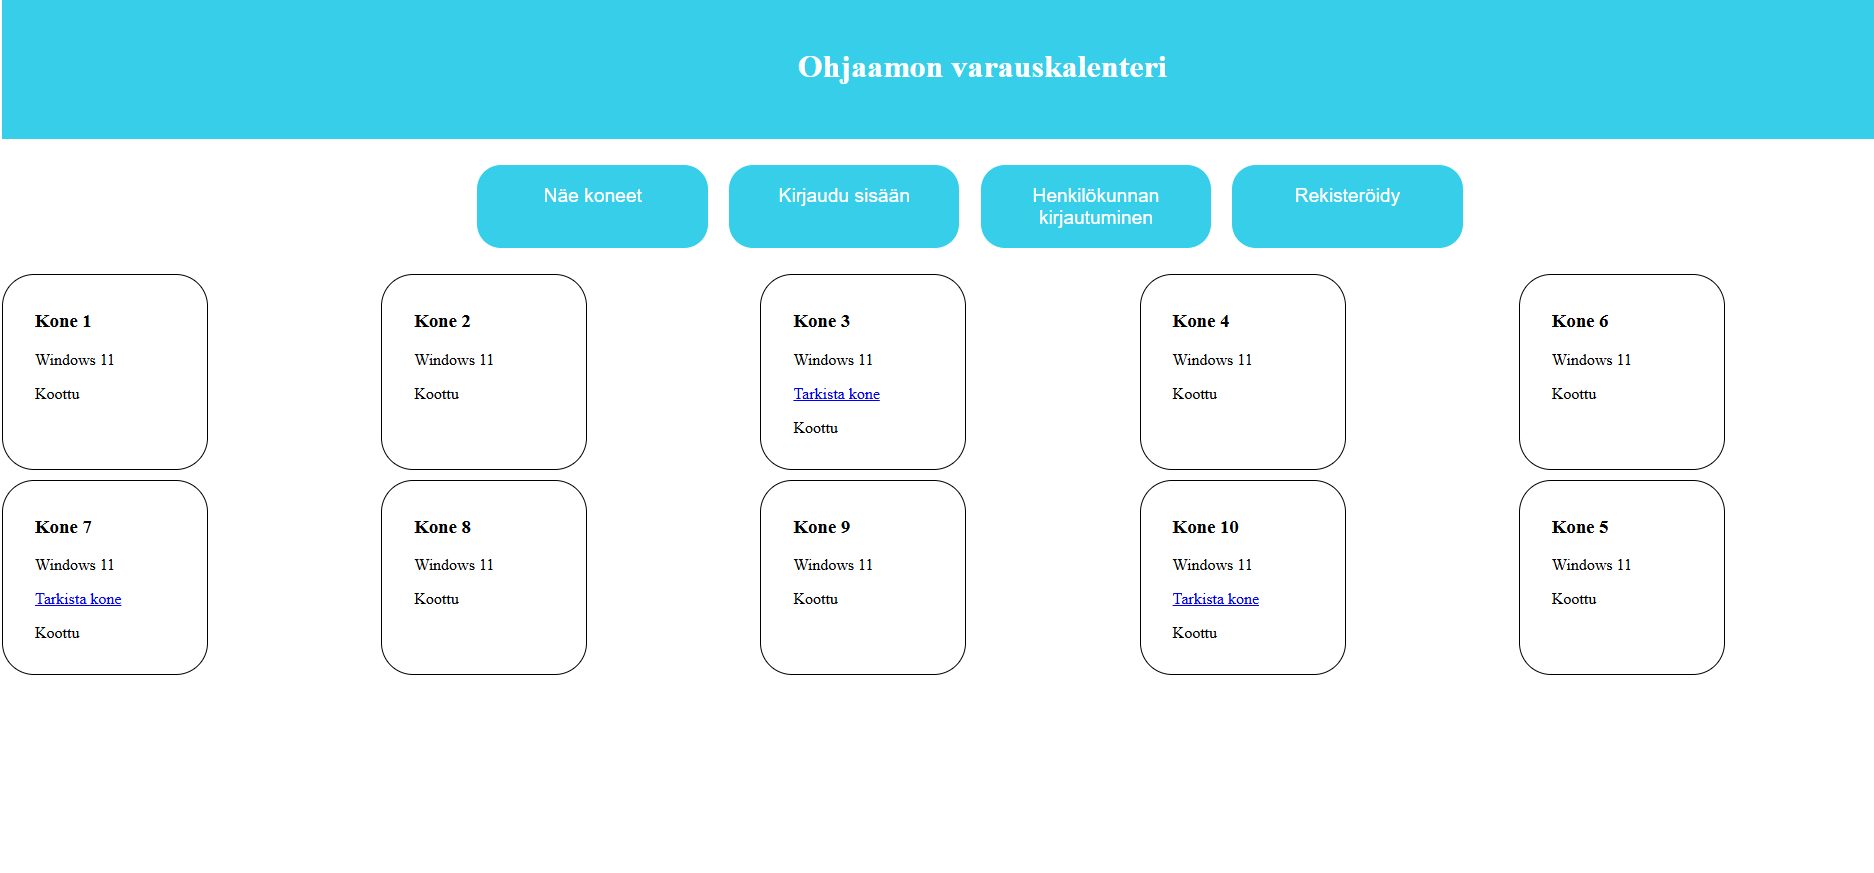 Ohjaamon varauskalenteri
Näe koneet
Kirjaudu sisään
Henkilökunnan
kirjautuminen
Rekisteröidy
Kone 1
Windows 11
Koottu
Kone 2
Windows 11
Koottu
Kone 3
Windows 11
Tarkista kone
Koottu
Kone 4
Windows 11
Koottu
Kone 6
Windows 11
Koottu
Kone 7
Windows 11
Tarkista kone
Koottu
Kone 8
Windows 11
Koottu
Kone 9
Windows 11
Koottu
Kone 10
Windows 11
Tarkista kone
Koottu
Kone 5
Windows 11
Koottu